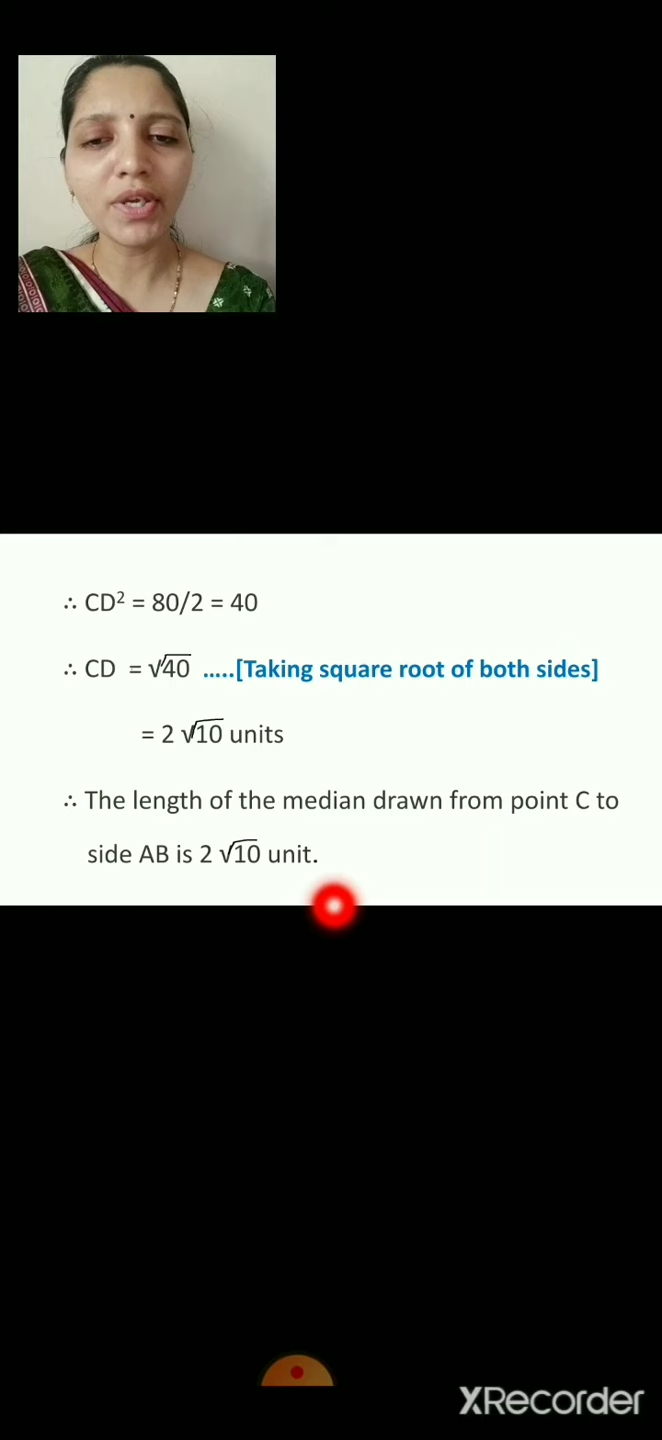 ∴ CD² = 80/2 = 40
∴ CD = √40 .....[Taking square root of both sides]
= 2 √10 units
∴ The length of the median drawn from point C to
side AB is 2 √10 unit.
XRecorder